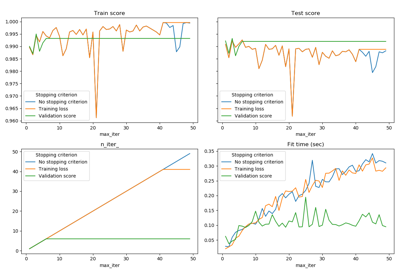 Train score
Test score
1.000
0.995
0.990
0.985
0.980
0.975
0.970
0.965
0.960
Stopping criterion
No stopping criterion
Training loss
Validation score
Stopping criterion
No stopping criterion
Training loss
Validation score
0 10 20 30 40 50
0 10 20 30 40 50
max_iter
max_iter
n_iter_
Fit time (sec)
50
40
30
20
10
0
Stopping criterion
No stopping criterion
Training loss
Validation score
0.35
0.30
0.25
0.20
0.15
0.10
0.05
Stopping criterion
No stopping criterion
Training loss
Validation score
0 10 20 30 40 50
0 10 20 30 40 50
max_iter
max_iter